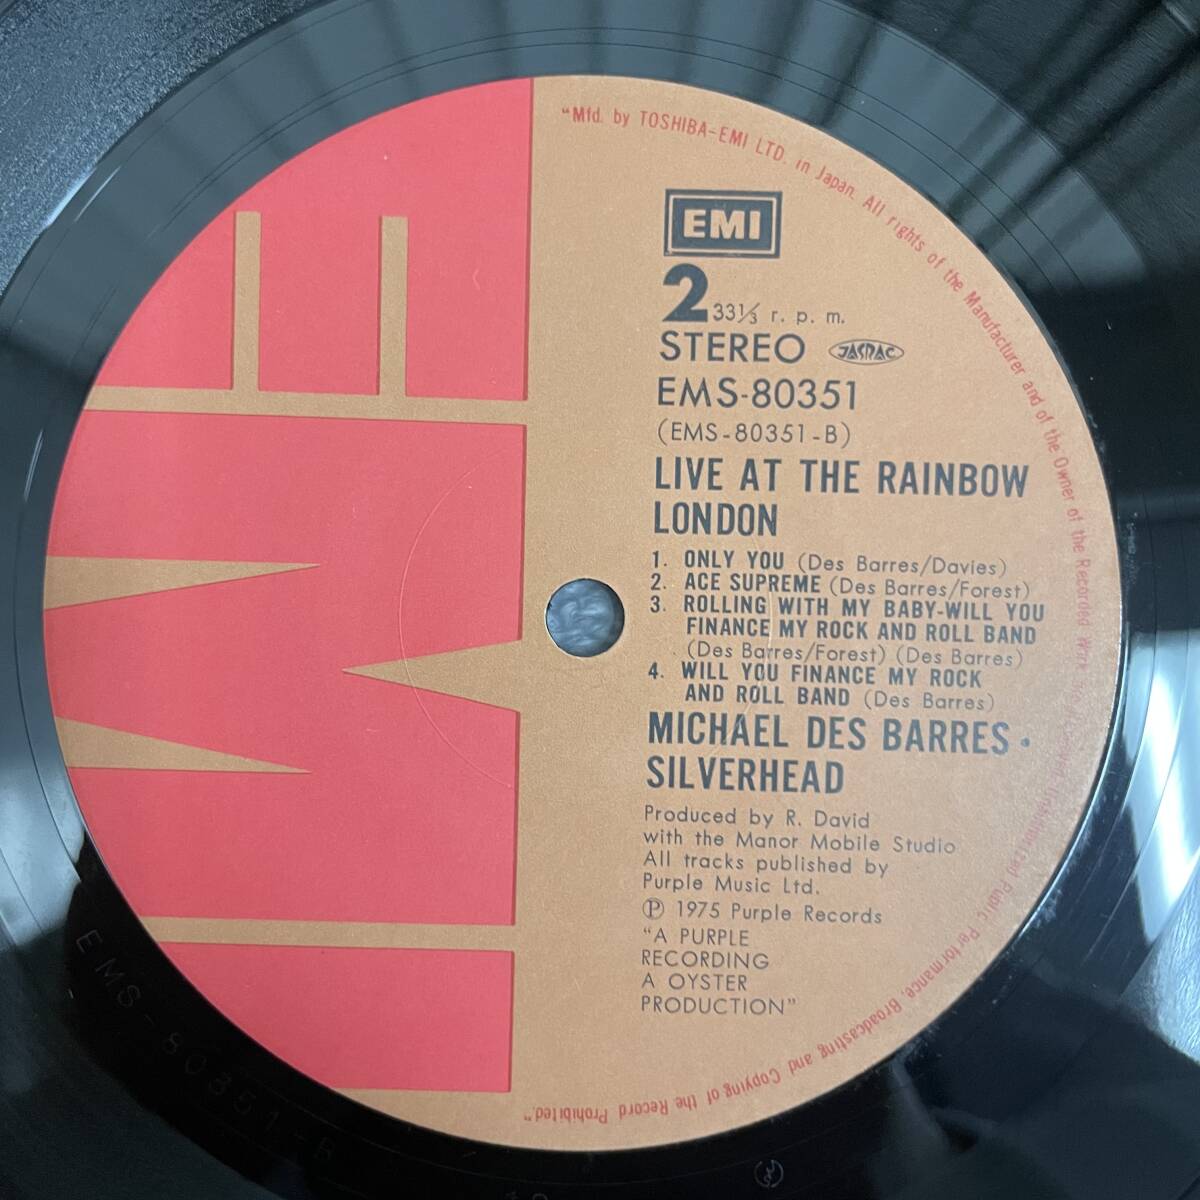 "Mfd. by TOSHIBA-EMI LTD. in Japan. All rights of the Manufacturer and of the Owner of the Recorded Work Reserved. Unauthorized Public Performance, Broadcasting and Copying of the Record Prohibited."
EMI
2 33⅓ r. p. m.
STEREO JASRAC
EMS-80351
(EMS-80351-B)
LIVE AT THE RAINBOW
LONDON
1. ONLY YOU (Des Barres/Davies)
2. ACE SUPREME (Des Barres/Forest)
3. ROLLING WITH MY BABY-WILL YOU
FINANCE MY ROCK AND ROLL BAND
(Des Barres/Forest) (Des Barres)
4. WILL YOU FINANCE MY ROCK
AND ROLL BAND (Des Barres)
MICHAEL DES BARRES・
SILVERHEAD
Produced by R. David
with the Manor Mobile Studio
All tracks published by
Purple Music Ltd.
Ⓟ 1975 Purple Records
"A PURPLE
RECORDING
A OYSTER
PRODUCTION"
EMS-80351-B